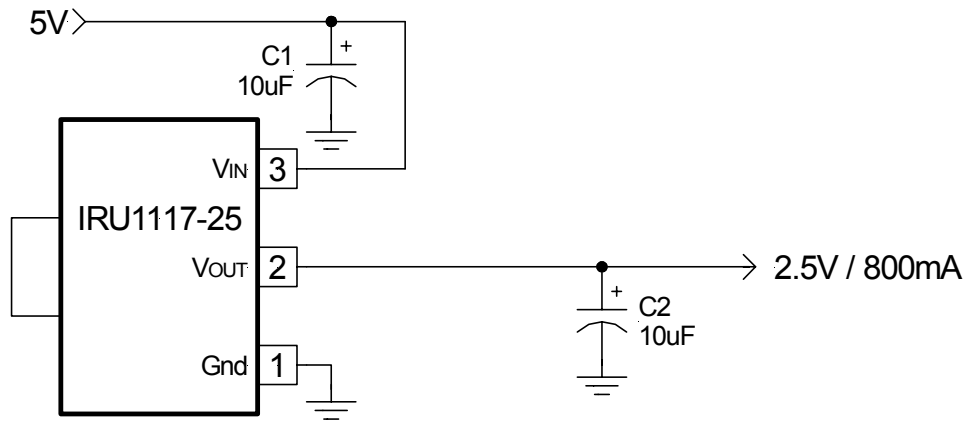 5V
+
C1
10uF
VIN 3
IRU1117-25
VOUT 2
2.5V / 800mA
+
C2
10uF
Gnd 1